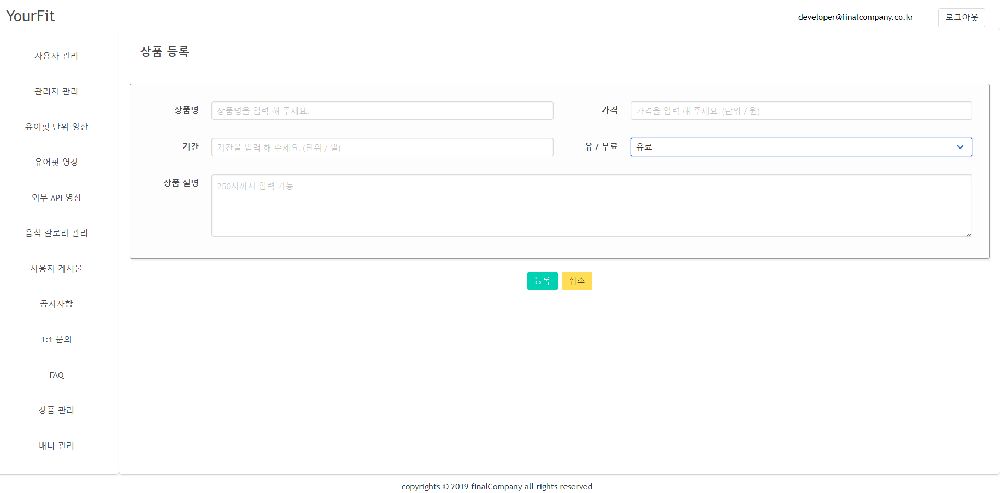 YourFit
developer@finalcompany.co.kr
로그아웃
사용자 관리
관리자 관리
유어핏 단위 영상
유어핏 영상
외부 API 영상
음식 칼로리 관리
사용자 게시물
공지사항
1:1 문의
FAQ
상품 관리
배너 관리
상품 등록
상품명
상품명을 입력 해 주세요.
가격
가격을 입력 해 주세요. (단위 / 원)
기간
기간을 입력 해 주세요. (단위 / 일)
유 / 무료
유료
상품 설명
250자까지 입력 가능
등록
취소
copyrights © 2019 finalCompany all rights reserved